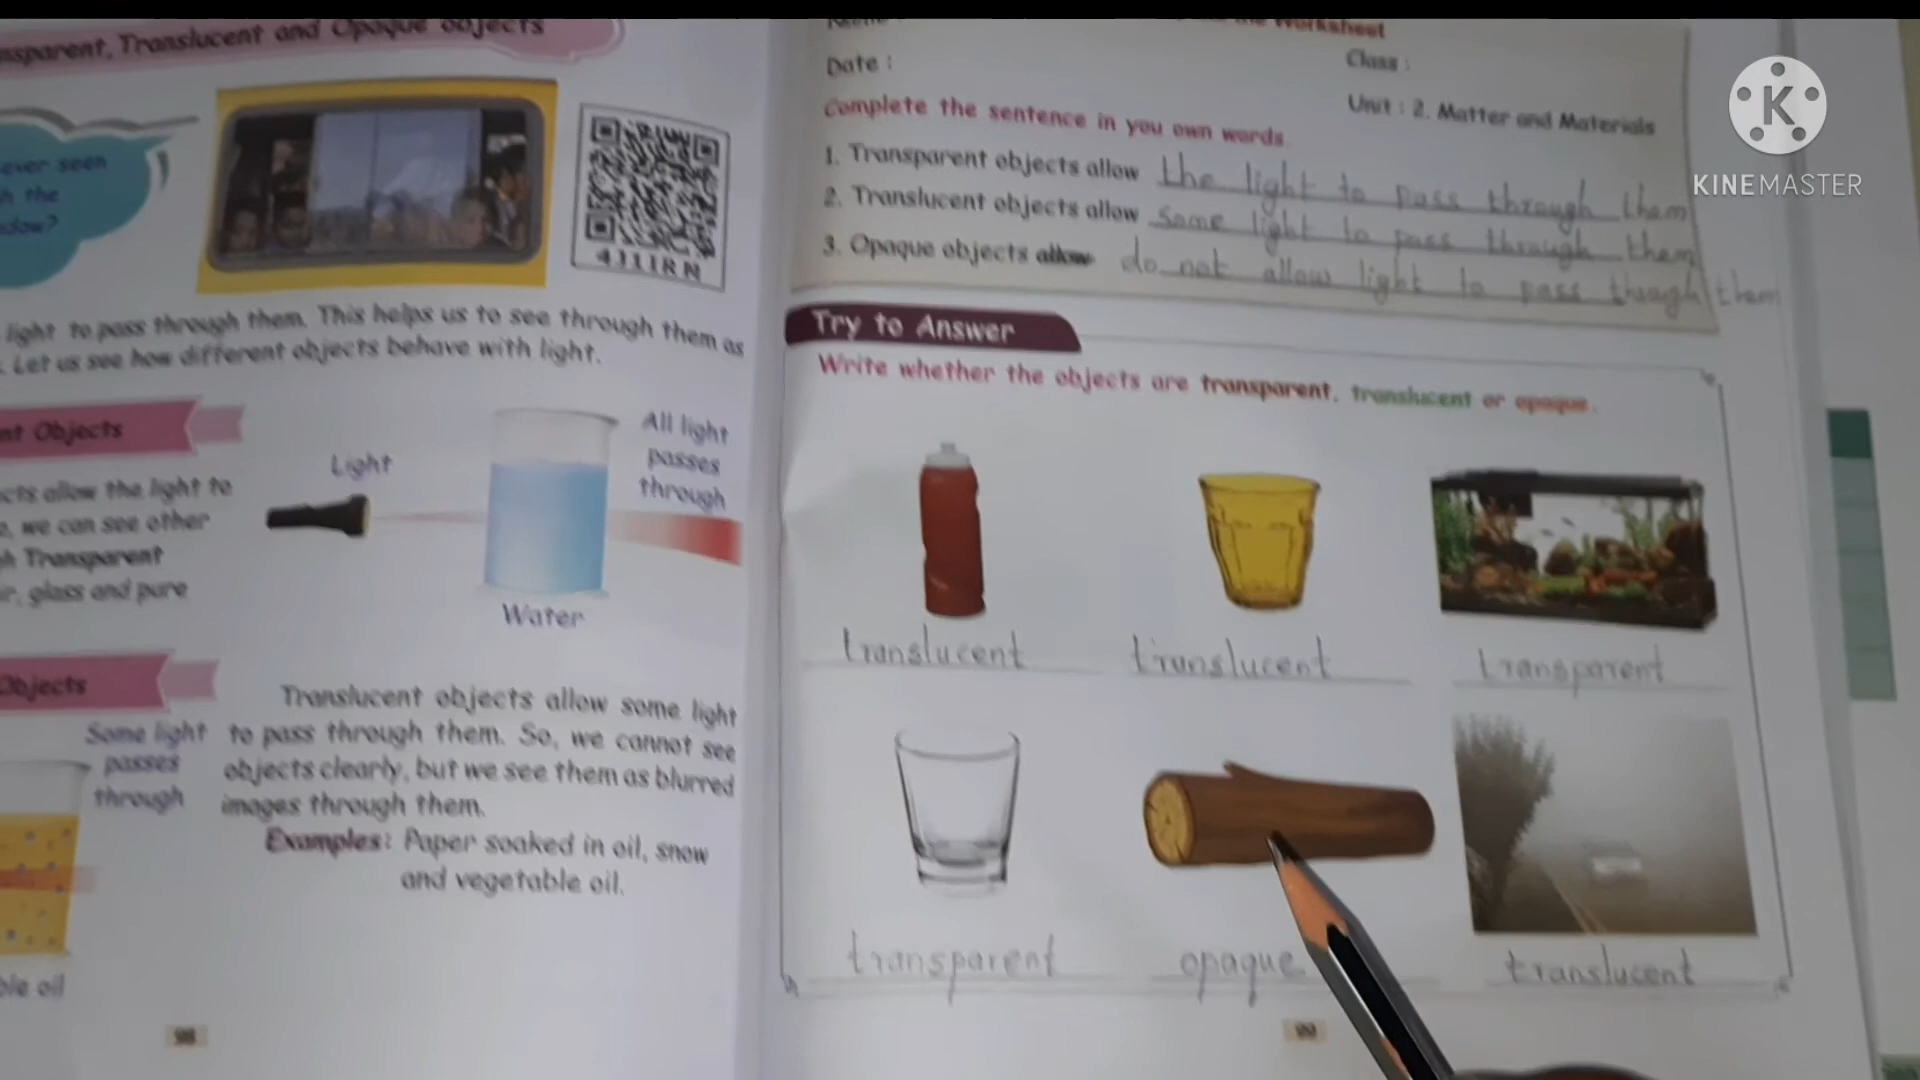 Transparent, Translucent and Opaque objects
ever seen
the
4J11RN
light to pass through them. This helps us to see through them as
Let us see how different objects behave with light.
Objects
allow the light to
we can see other
Transparent
glass and pure
Light
All light
passes
through
Water
Objects
Some light
passes
through
oil
Translucent objects allow some light
to pass through them. So, we cannot see
objects clearly, but we see them as blurred
images through them.
Examples: Paper soaked in oil, snow
and vegetable oil.
98
Worksheet
Date :
Class :
Unit : 2. Matter and Materials
Complete the sentence in you own words.
1. Transparent objects allow the light to pass through them
2. Translucent objects allow some light to pass through them
3. Opaque objects allow do not allow light to pass though them
Try to Answer
Write whether the objects are transparent, translucent or opaque.
translucent
translucent
transparent
transparent
opaque
translucent
99
K
KINEMASTER